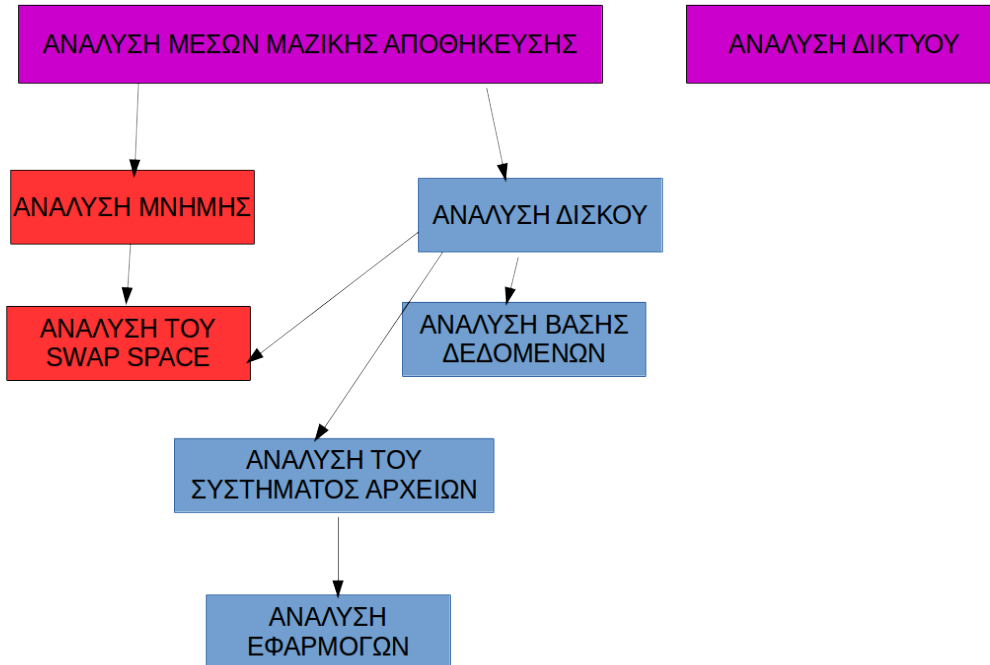 ΑΝΑΛΥΣΗ ΜΕΣΩΝ ΜΑΖΙΚΗΣ ΑΠΟΘΗΚΕΥΣΗΣ
ΑΝΑΛΥΣΗ ΔΙΚΤΥΟΥ
ΑΝΑΛΥΣΗ ΜΝΗΜΗΣ
ΑΝΑΛΥΣΗ ΔΙΣΚΟΥ
ΑΝΑΛΥΣΗ ΤΟΥ
SWAP SPACE
ΑΝΑΛΥΣΗ ΒΑΣΗΣ
ΔΕΔΟΜΕΝΩΝ
ΑΝΑΛΥΣΗ ΤΟΥ
ΣΥΣΤΗΜΑΤΟΣ ΑΡΧΕΙΩΝ
ΑΝΑΛΥΣΗ
ΕΦΑΡΜΟΓΩΝ